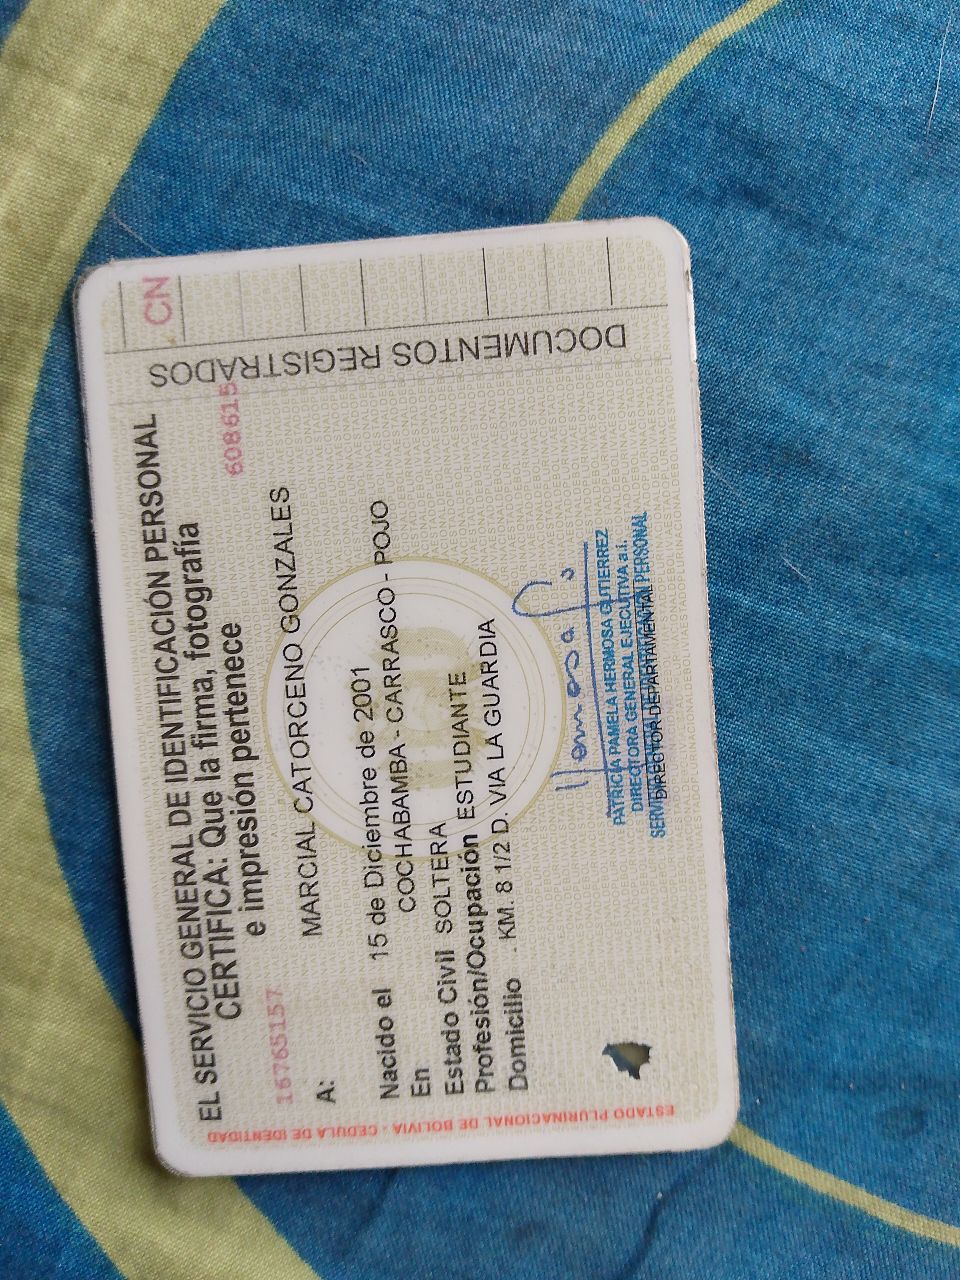 EL SERVICIO GENERAL DE IDENTIFICACIÓN PERSONAL
CERTIFICA: Que la firma, fotografía
e impresión pertenece
16765157
608615
A: MARCIAL CATORCENO GONZALES
Nacido el 15 de Diciembre de 2001
En COCHABAMBA - CARRASCO - POJO
Estado Civil SOLTERA
Profesión/Ocupación ESTUDIANTE
Domicilio . KM. 8 1/2 D. VIA LA GUARDIA
PATRICIA PAMELA HERMOSA GUTIERREZ
DIRECTORA GENERAL EJECUTIVA a.i.
DIRECTOR DEPARTAMENTAL
DOCUMENTOS REGISTRADOS
CN
ESTADO PLURINACIONAL DE BOLIVIA - CEDULA DE IDENTIDAD